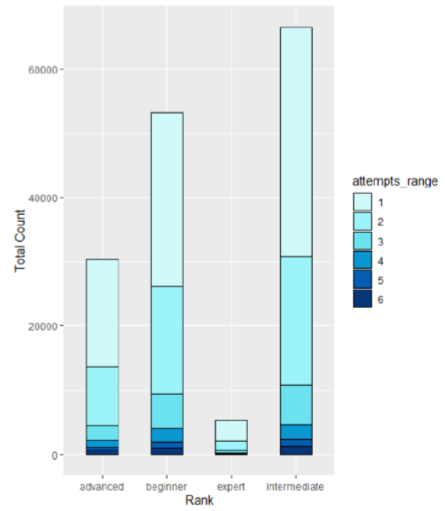 60000
40000
20000
0
Total Count
advanced beginner expert intermediate
Rank
attempts_range
1
2
3
4
5
6